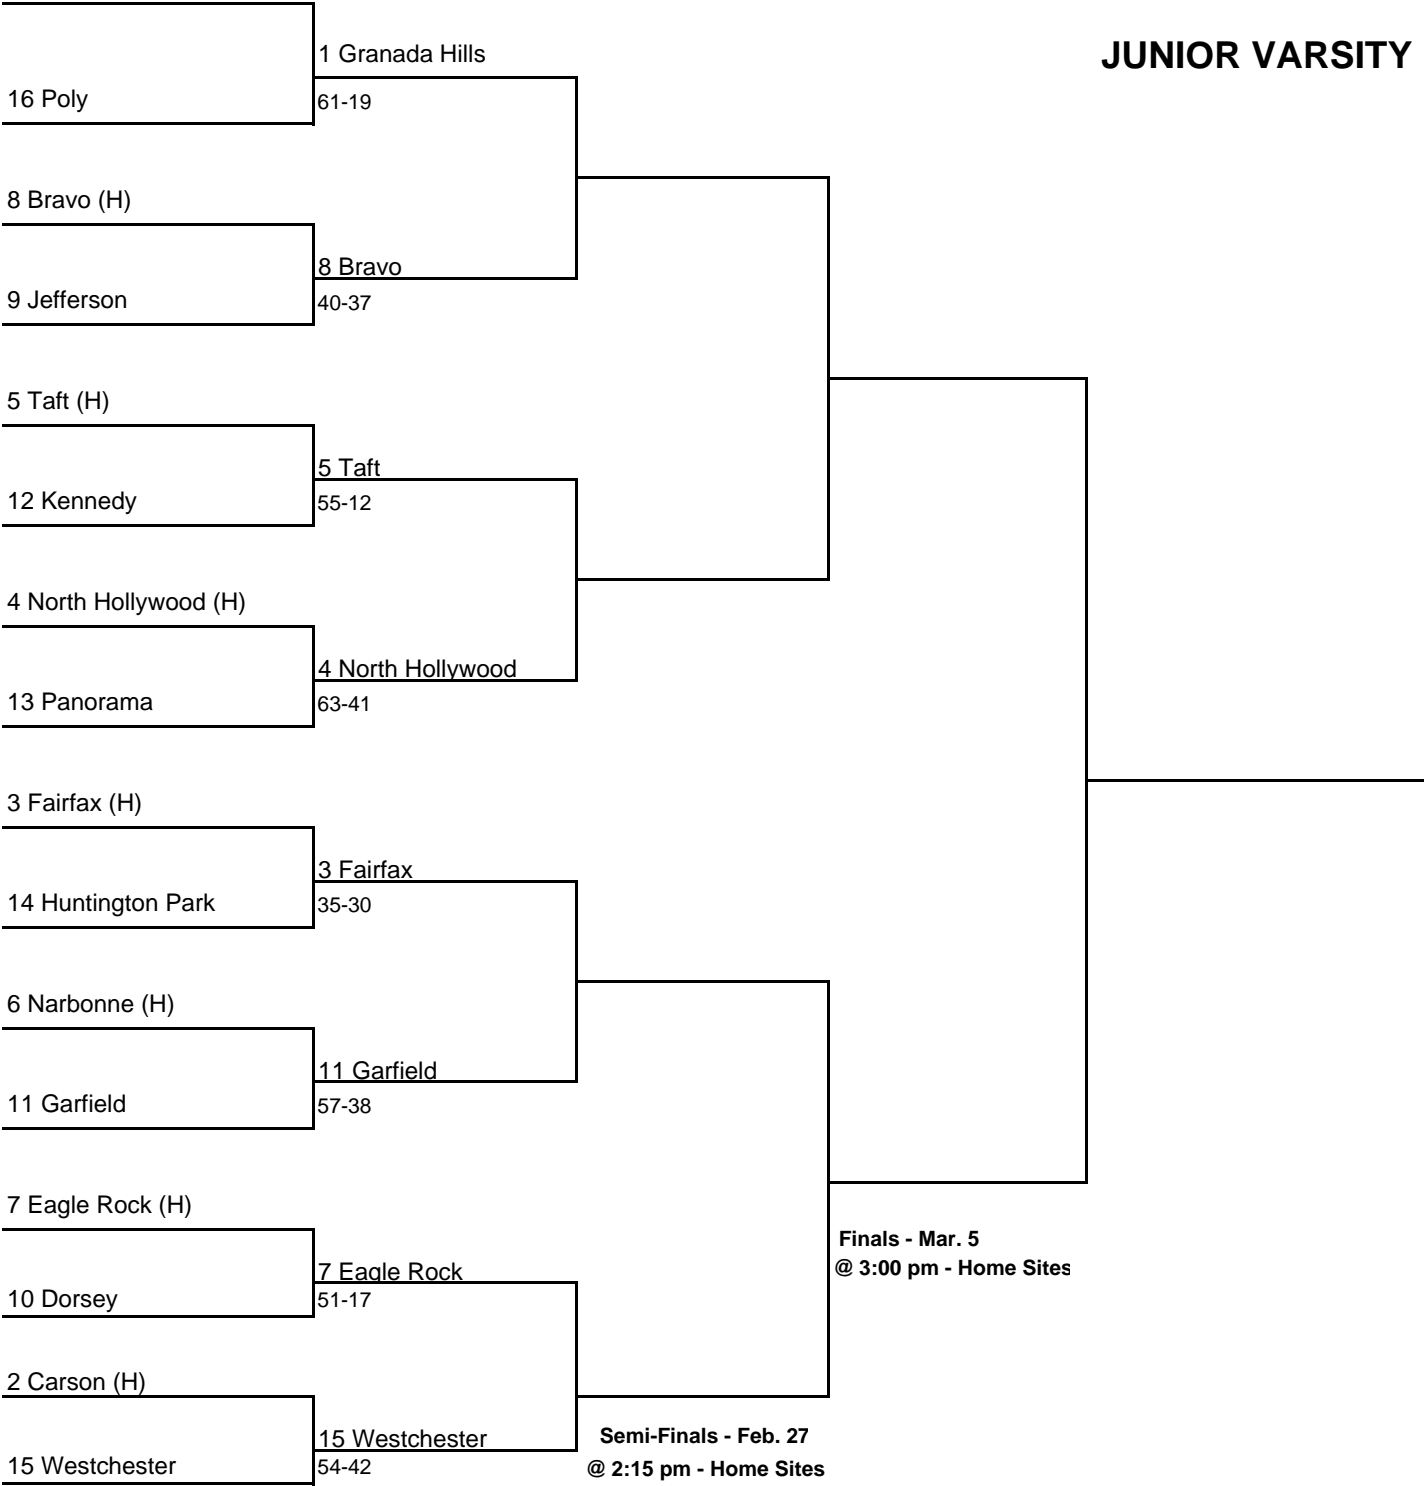 JUNIOR VARSITY
1 Granada Hills
16 Poly
61-19
8 Bravo (H)
8 Bravo
9 Jefferson
40-37
5 Taft (H)
5 Taft
12 Kennedy
55-12
4 North Hollywood (H)
4 North Hollywood
13 Panorama
63-41
3 Fairfax (H)
3 Fairfax
14 Huntington Park
35-30
6 Narbonne (H)
11 Garfield
11 Garfield
57-38
7 Eagle Rock (H)
7 Eagle Rock
10 Dorsey
51-17
2 Carson (H)
15 Westchester
15 Westchester
54-42
Finals - Mar. 5
@ 3:00 pm - Home Sites
Semi-Finals - Feb. 27
@ 2:15 pm - Home Sites